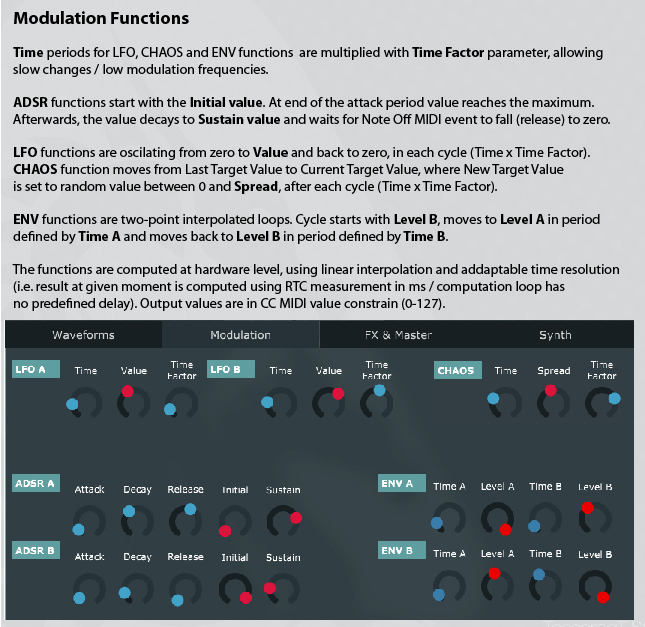 Modulation Functions
Time periods for LFO, CHAOS and ENV functions are multiplied with Time Factor parameter, allowing
slow changes / low modulation frequencies.
ADSR functions start with the Initial value. At end of the attack period value reaches the maximum.
Afterwards, the value decays to Sustain value and waits for Note Off MIDI event to fall (release) to zero.
LFO functions are oscilating from zero to Value and back to zero, in each cycle (Time x Time Factor).
CHAOS function moves from Last Target Value to Current Target Value, where New Target Value
is set to random value between 0 and Spread, after each cycle (Time x Time Factor).
ENV functions are two-point interpolated loops. Cycle starts with Level B, moves to Level A in period
defined by Time A and moves back to Level B in period defined by Time B.
The functions are computed at hardware level, using linear interpolation and addaptable time resolution
(i.e. result at given moment is computed using RTC measurement in ms / computation loop has
no predefined delay). Output values are in CC MIDI value constrain (0-127).
Waveforms Modulation FX & Master Synth
LFO A Time Value Time Factor LFO B Time Value Time Factor CHAOS Time Spread Time Factor
ADSR A Attack Decay Release Initial Sustain ENV A Time A Level A Time B Level B
ADSR B Attack Decay Release Initial Sustain ENV B Time A Level A Time B Level B